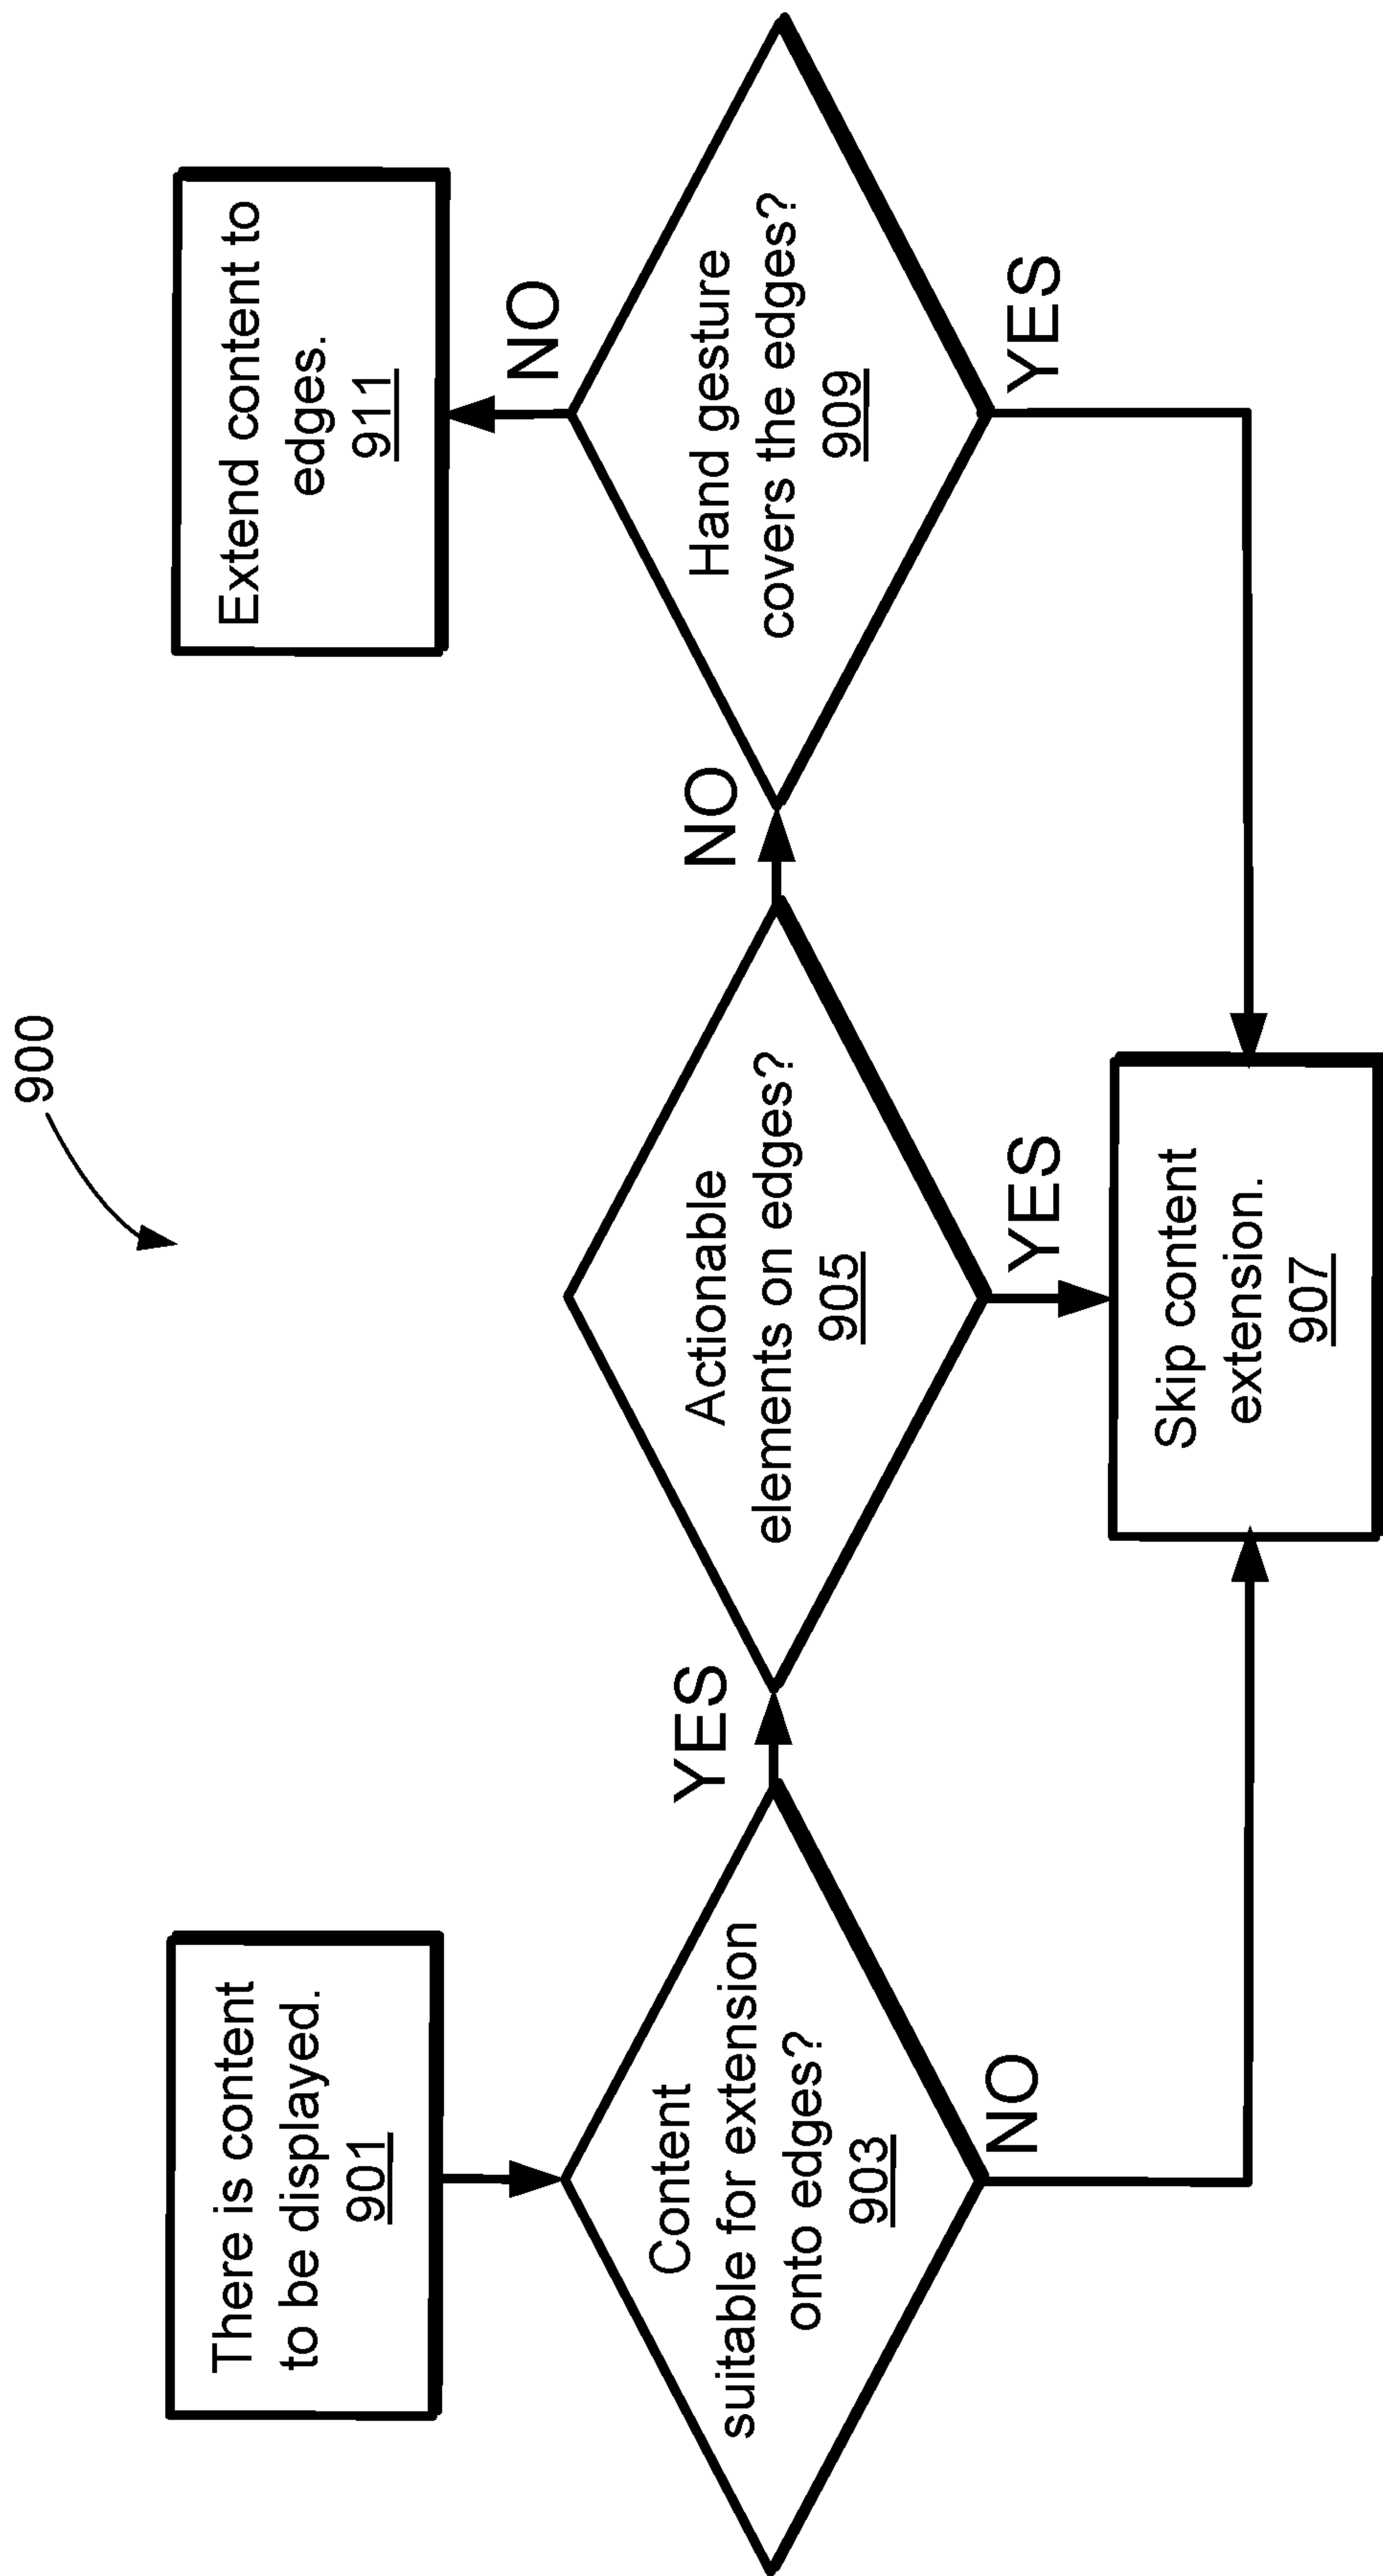 900
There is content
to be displayed.
901
Content
suitable for extension
onto edges?
903
YES
NO
Actionable
elements on edges?
905
NO
YES
Skip content
extension.
907
Hand gesture
covers the edges?
909
NO
YES
Extend content to
edges.
911